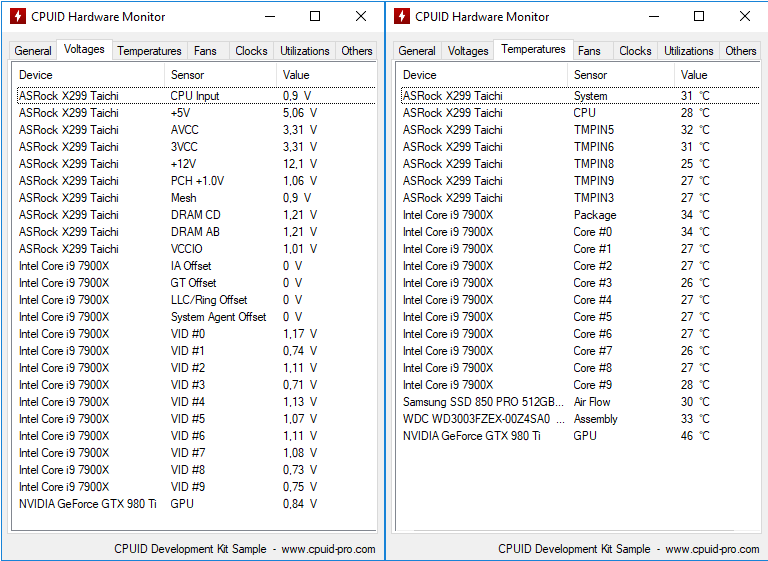 CPUID Hardware Monitor
General Voltages Temperatures Fans Clocks Utilizations Others
Device Sensor Value
ASRock X299 Taichi CPU Input 0,9 V
ASRock X299 Taichi +5V 5,06 V
ASRock X299 Taichi AVCC 3,31 V
ASRock X299 Taichi 3VCC 3,31 V
ASRock X299 Taichi +12V 12,1 V
ASRock X299 Taichi PCH +1.0V 1,06 V
ASRock X299 Taichi Mesh 0,9 V
ASRock X299 Taichi DRAM CD 1,21 V
ASRock X299 Taichi DRAM AB 1,21 V
ASRock X299 Taichi VCCIO 1,01 V
Intel Core i9 7900X IA Offset 0 V
Intel Core i9 7900X GT Offset 0 V
Intel Core i9 7900X LLC/Ring Offset 0 V
Intel Core i9 7900X System Agent Offset 0 V
Intel Core i9 7900X VID #0 1,17 V
Intel Core i9 7900X VID #1 0,74 V
Intel Core i9 7900X VID #2 1,11 V
Intel Core i9 7900X VID #3 0,71 V
Intel Core i9 7900X VID #4 1,13 V
Intel Core i9 7900X VID #5 1,07 V
Intel Core i9 7900X VID #6 1,11 V
Intel Core i9 7900X VID #7 1,08 V
Intel Core i9 7900X VID #8 0,73 V
Intel Core i9 7900X VID #9 0,75 V
NVIDIA GeForce GTX 980 Ti GPU 0,84 V
CPUID Development Kit Sample - www.cpuid-pro.com
CPUID Hardware Monitor
General Voltages Temperatures Fans Clocks Utilizations Others
Device Sensor Value
ASRock X299 Taichi System 31 °C
ASRock X299 Taichi CPU 28 °C
ASRock X299 Taichi TMPIN5 32 °C
ASRock X299 Taichi TMPIN6 31 °C
ASRock X299 Taichi TMPIN8 25 °C
ASRock X299 Taichi TMPIN9 27 °C
ASRock X299 Taichi TMPIN3 27 °C
Intel Core i9 7900X Package 34 °C
Intel Core i9 7900X Core #0 34 °C
Intel Core i9 7900X Core #1 27 °C
Intel Core i9 7900X Core #2 27 °C
Intel Core i9 7900X Core #3 26 °C
Intel Core i9 7900X Core #4 27 °C
Intel Core i9 7900X Core #5 27 °C
Intel Core i9 7900X Core #6 27 °C
Intel Core i9 7900X Core #7 26 °C
Intel Core i9 7900X Core #8 27 °C
Intel Core i9 7900X Core #9 28 °C
Samsung SSD 850 PRO 512GB... Air Flow 30 °C
WDC WD3003FZEX-00Z4SA0 ... Assembly 33 °C
NVIDIA GeForce GTX 980 Ti GPU 46 °C
CPUID Development Kit Sample - www.cpuid-pro.com